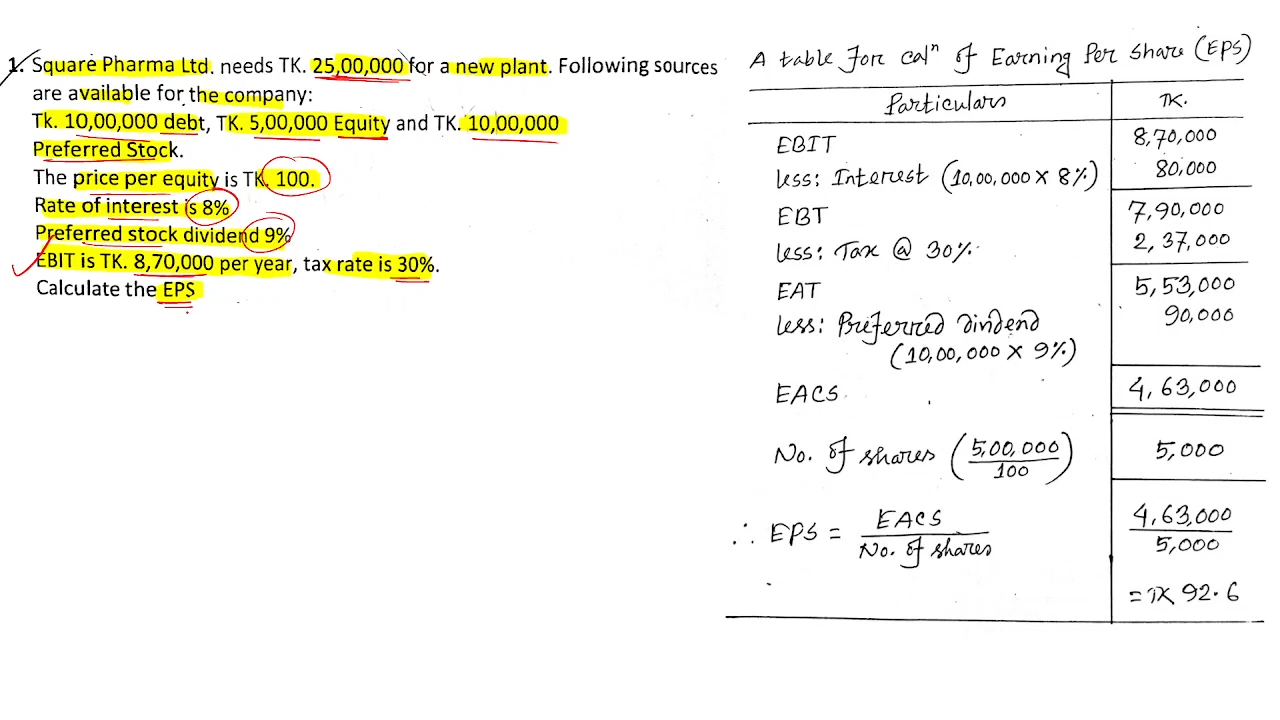 1. Square Pharma Ltd. needs TK. 25,00,000 for a new plant. Following sources
are available for the company:
Tk. 10,00,000 debt, TK. 5,00,000 Equity and TK. 10,00,000
Preferred Stock.
The price per equity is TK. 100.
Rate of interest is 8%
Preferred stock dividend 9%
EBIT is TK. 8,70,000 per year, tax rate is 30%.
Calculate the EPS
A table For calⁿ of Earning Per Share (EPS)
Particulars TK.
EBIT 8,70,000
less: Interest (10,00,000 X 8%) 80,000
EBT 7,90,000
less: Tax @ 30% 2,37,000
EAT 5,53,000
less: Preferred Dividend 90,000
(10,00,000 X 9%)
EACS 4,63,000
No. of shares (5,00,000/100) 5,000
∴ EPS = EACS/No. of shares 4,63,000/5,000
= TK 92.6